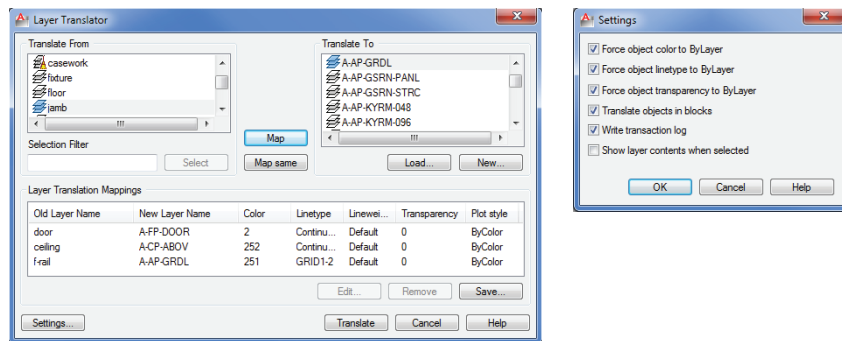 Layer Translator
Translate From
casework
fixture
floor
jamb
Selection Filter
Select
Map
Map same
Translate To
A-AP-GRDL
A-AP-GSRN-PANL
A-AP-GSRN-STRC
A-AP-KYRM-048
A-AP-KYRM-096
Load... New...
Layer Translation Mappings
Old Layer Name New Layer Name Color Linetype Linewei... Transparency Plot style
door A-FP-DOOR 2 Continu... Default 0 ByColor
ceiling A-CP-ABOV 252 Continu... Default 0 ByColor
f-rail A-AP-GRDL 251 GRID1-2 Default 0 ByColor
Edit... Remove Save...
Settings... Translate Cancel Help
Settings
Force object color to ByLayer
Force object linetype to ByLayer
Force object transparency to ByLayer
Translate objects in blocks
Write transaction log
Show layer contents when selected
OK Cancel Help